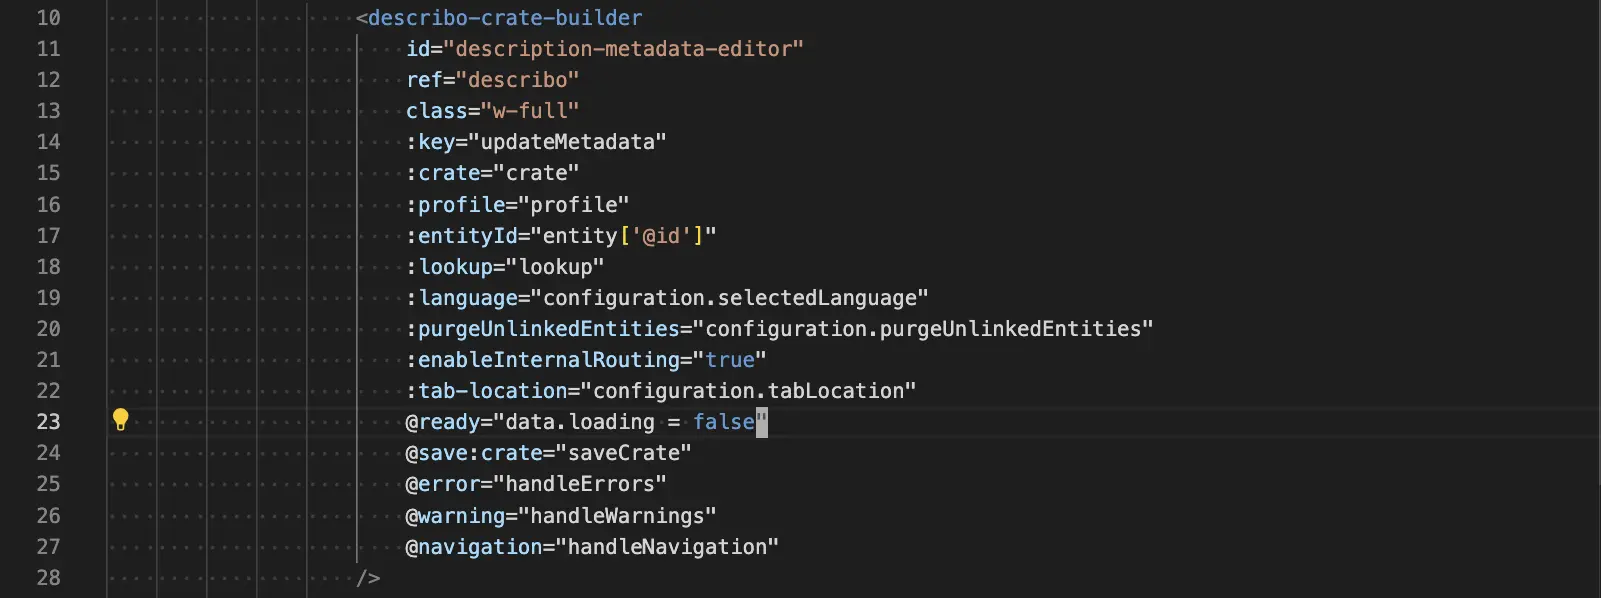 10 <describo-crate-builder
11 id="description-metadata-editor"
12 ref="describo"
13 class="w-full"
14 :key="updateMetadata"
15 :crate="crate"
16 :profile="profile"
17 :entityId="entity['@id']"
18 :lookup="lookup"
19 :language="configuration.selectedLanguage"
20 :purgeUnlinkedEntities="configuration.purgeUnlinkedEntities"
21 :enableInternalRouting="true"
22 :tab-location="configuration.tabLocation"
23 @ready="data.loading = false"
24 @save:crate="saveCrate"
25 @error="handleErrors"
26 @warning="handleWarnings"
27 @navigation="handleNavigation"
28 />